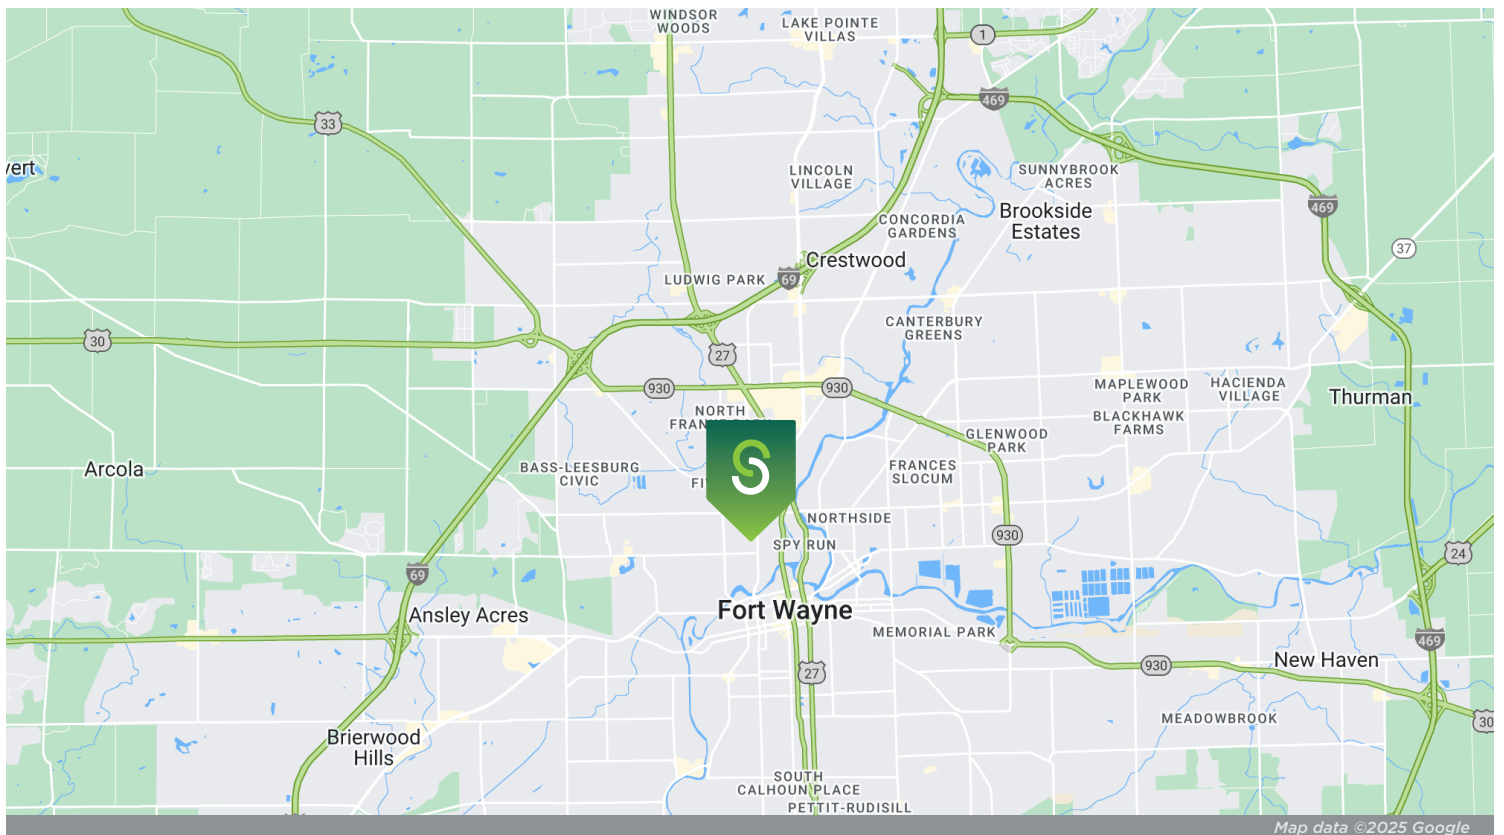 WINDSOR
WOODS
LAKE POINTE
VILLAS
1
469
33
vert
LINCOLN
VILLAGE
SUNNYBROOK
ACRES
469
Brookside
Estates
CONCORDIA
GARDENS
37
Crestwood
LUDWIG PARK
69
CANTERBURY
GREENS
30
27
930
930
MAPLEWOOD
PARK
HACIENDA
VILLAGE
Thurman
NORTH
BLACKHAWK
FARMS
GLENWOOD
PARK
Arcola
BASS-LEESBURG
CIVIC
FRANCES
SLOCUM
S
NORTHSIDE
930
SPY RUN
24
69
Fort Wayne
Ansley Acres
MEMORIAL PARK
469
New Haven
930
27
MEADOWBROOK
30
Brierwood
Hills
SOUTH
CALHOUN PLACE
PETTIT-RUDISILL
Map data ©2025 Google